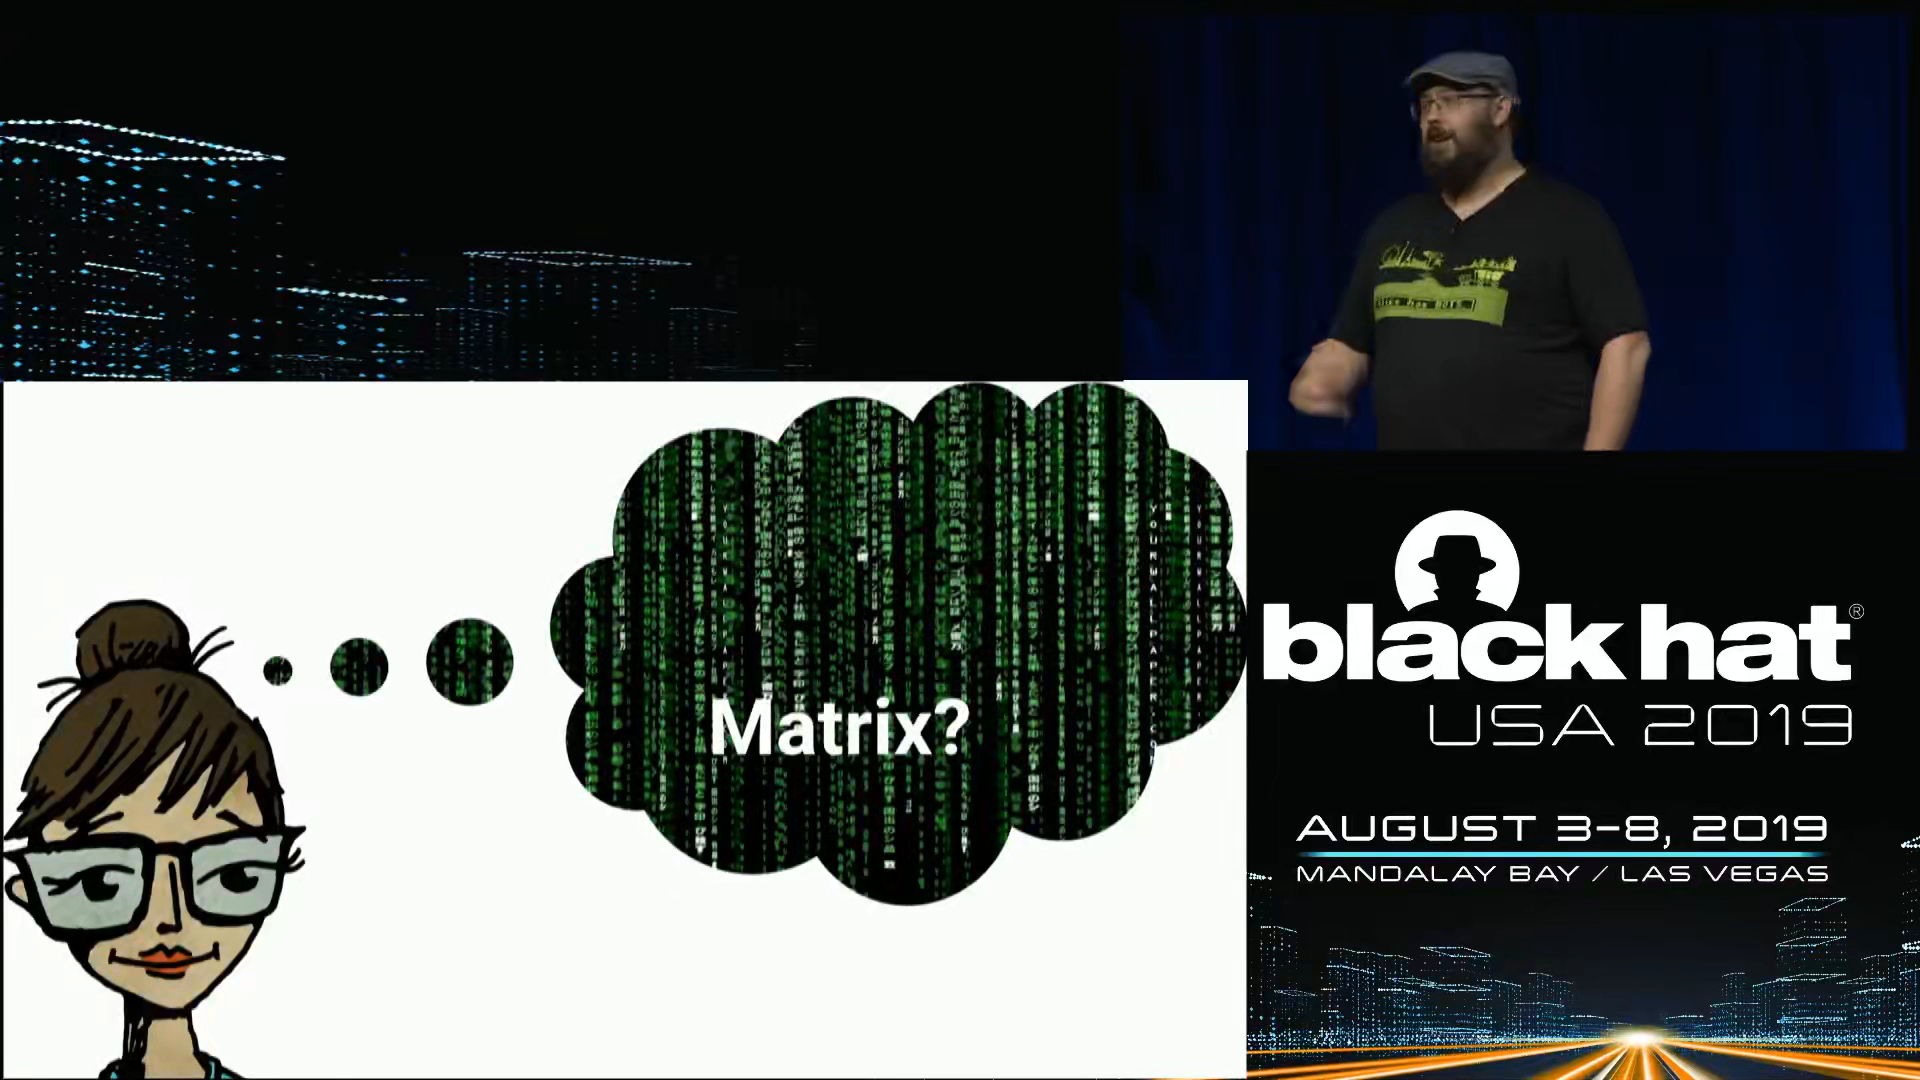 Matrix?
black hat®
USA 2019
AUGUST 3-8, 2019
MANDALAY BAY / LAS VEGAS